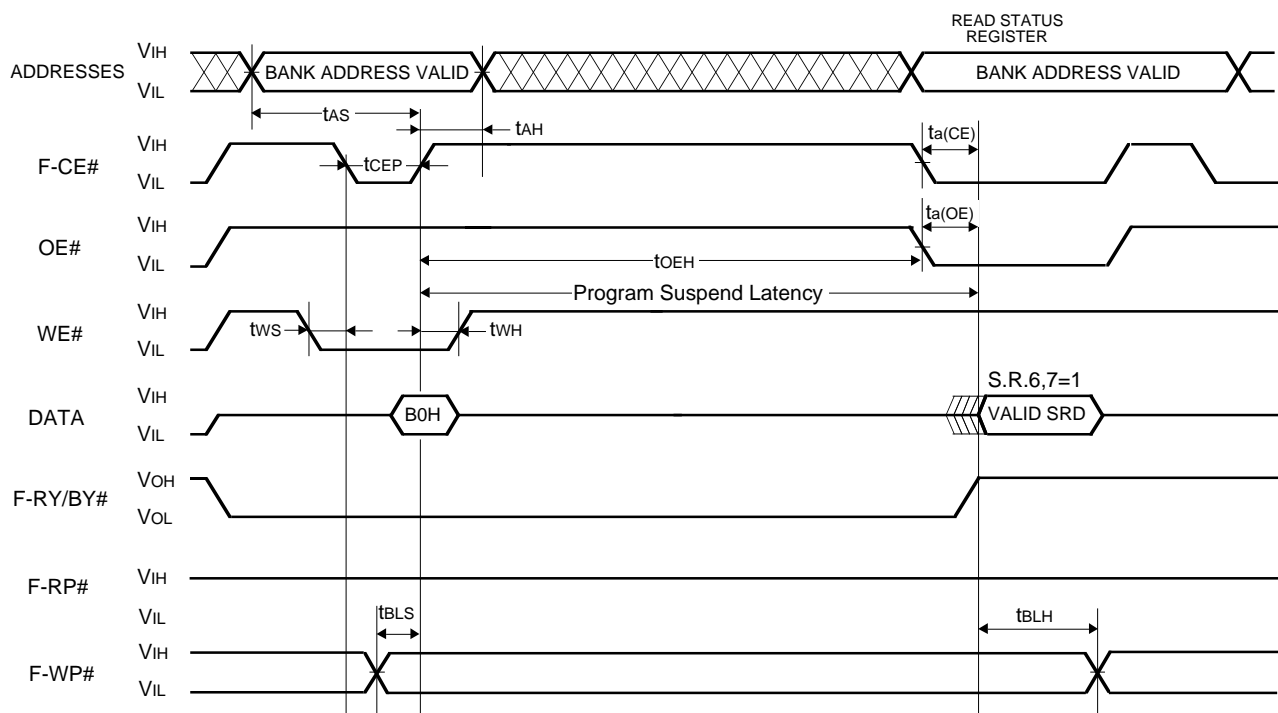 READ STATUS
REGISTER
ADDRESSES
VIH
VIL
BANK ADDRESS VALID
BANK ADDRESS VALID
tAS
tAH
F-CE#
VIH
VIL
tCEP
ta(CE)
OE#
VIH
VIL
ta(OE)
tOEH
Program Suspend Latency
WE#
VIH
VIL
tWS
tWH
DATA
VIH
VIL
B0H
S.R.6,7=1
VALID SRD
F-RY/BY#
VOH
VOL
F-RP#
VIH
VIL
tBLS
tBLH
F-WP#
VIH
VIL